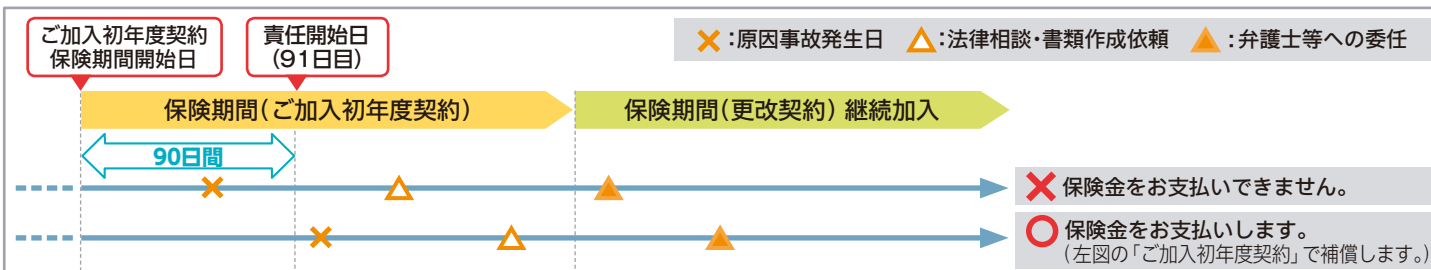 ご加入初年度契約
保険期間開始日
責任開始日
(91日目)
:原因事故発生日 :法律相談・書類作成依頼 :弁護士等への委任
保険期間(ご加入初年度契約) 保険期間(更改契約) 継続加入
90日間
保険金をお支払いできません。
保険金をお支払いします。
(左図の「ご加入初年度契約」で補償します。)